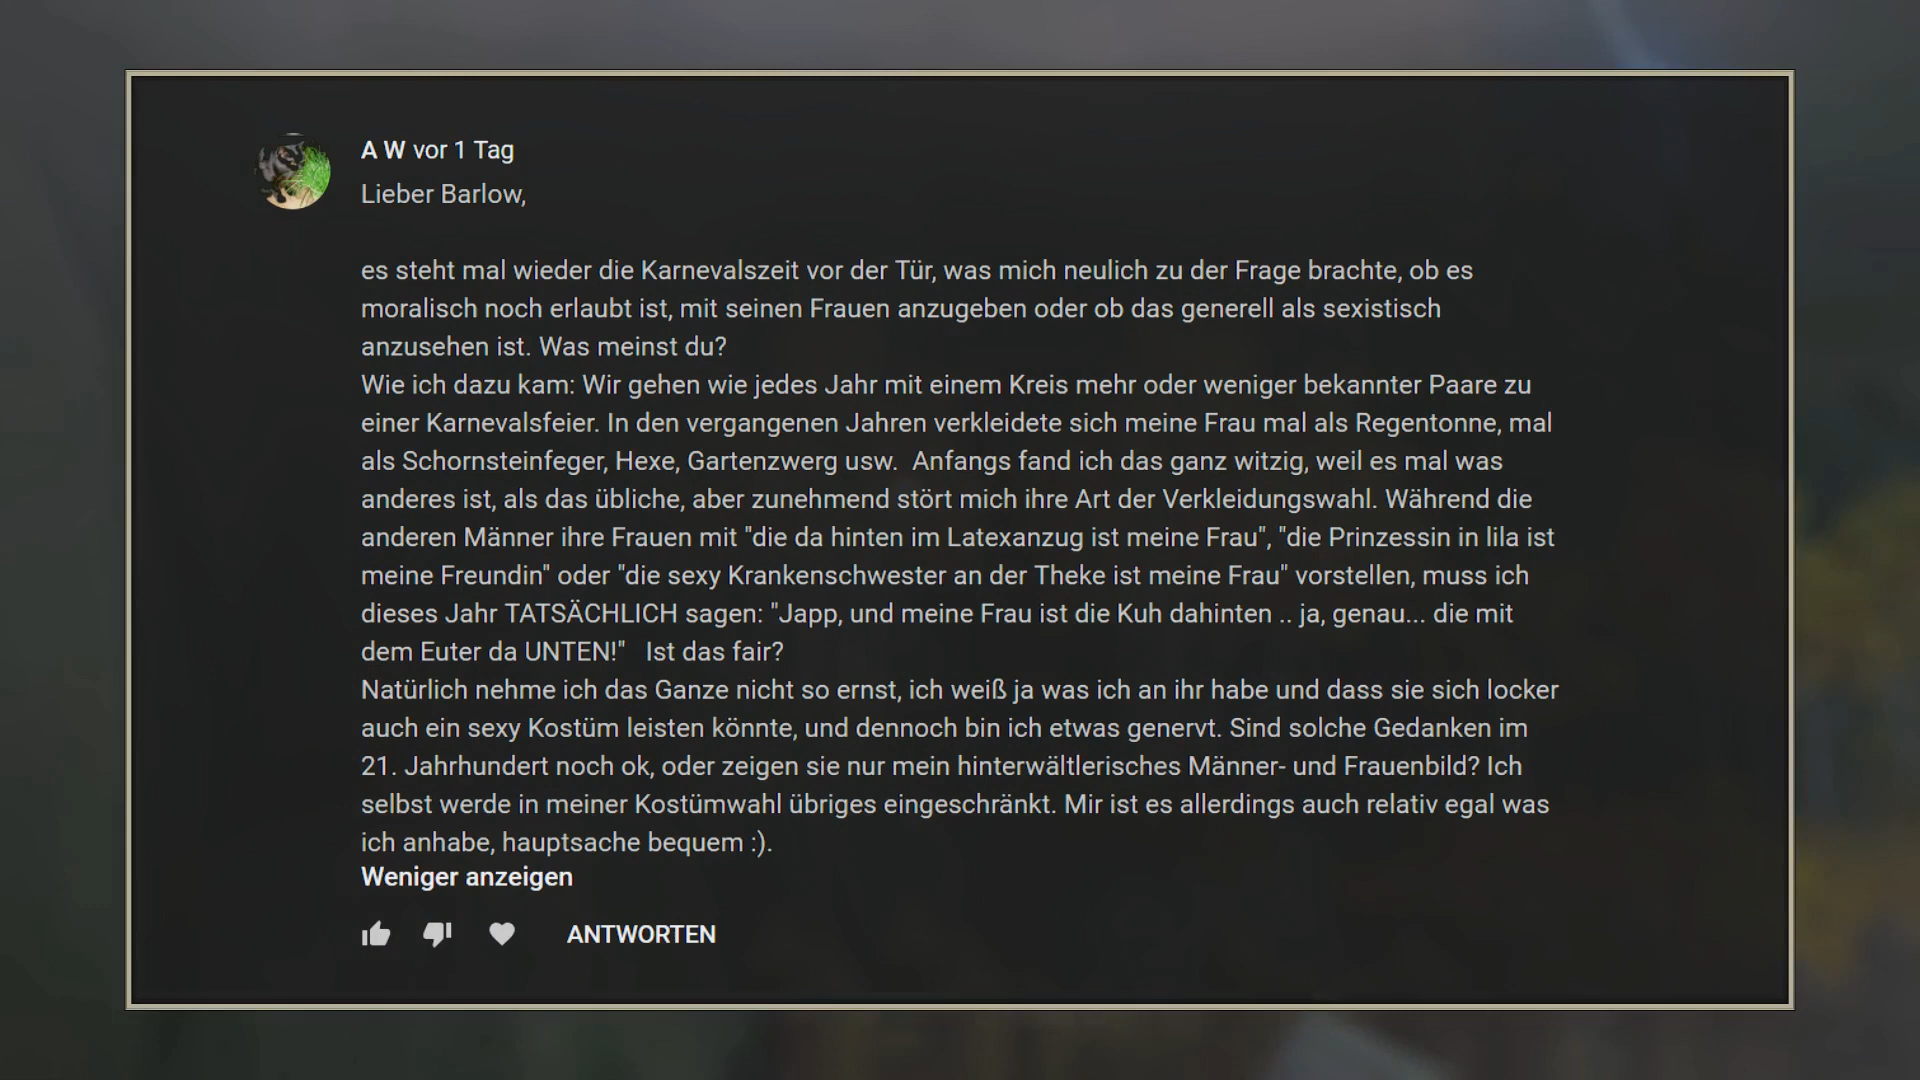 A W vor 1 Tag
Lieber Barlow,
es steht mal wieder die Karnevalszeit vor der Tür, was mich neulich zu der Frage brachte, ob es
moralisch noch erlaubt ist, mit seinen Frauen anzugeben oder ob das generell als sexistisch
anzusehen ist. Was meinst du?
Wie ich dazu kam: Wir gehen wie jedes Jahr mit einem Kreis mehr oder weniger bekannter Paare zu
einer Karnevalsfeier. In den vergangenen Jahren verkleidete sich meine Frau mal als Regentonne, mal
als Schornsteinfeger, Hexe, Gartenzwerg usw.  Anfangs fand ich das ganz witzig, weil es mal was
anderes ist, als das übliche, aber zunehmend stört mich ihre Art der Verkleidungswahl. Während die
anderen Männer ihre Frauen mit "die da hinten im Latexanzug ist meine Frau", "die Prinzessin in lila ist
meine Freundin" oder "die sexy Krankenschwester an der Theke ist meine Frau" vorstellen, muss ich
dieses Jahr TATSÄCHLICH sagen: "Japp, und meine Frau ist die Kuh dahinten .. ja, genau... die mit
dem Euter da UNTEN!"   Ist das fair?
Natürlich nehme ich das Ganze nicht so ernst, ich weiß ja was ich an ihr habe und dass sie sich locker
auch ein sexy Kostüm leisten könnte, und dennoch bin ich etwas genervt. Sind solche Gedanken im
21. Jahrhundert noch ok, oder zeigen sie nur mein hinterwältlerisches Männer- und Frauenbild? Ich
selbst werde in meiner Kostümwahl übriges eingeschränkt. Mir ist es allerdings auch relativ egal was
ich anhabe, hauptsache bequem :).
Weniger anzeigen
ANTWORTEN